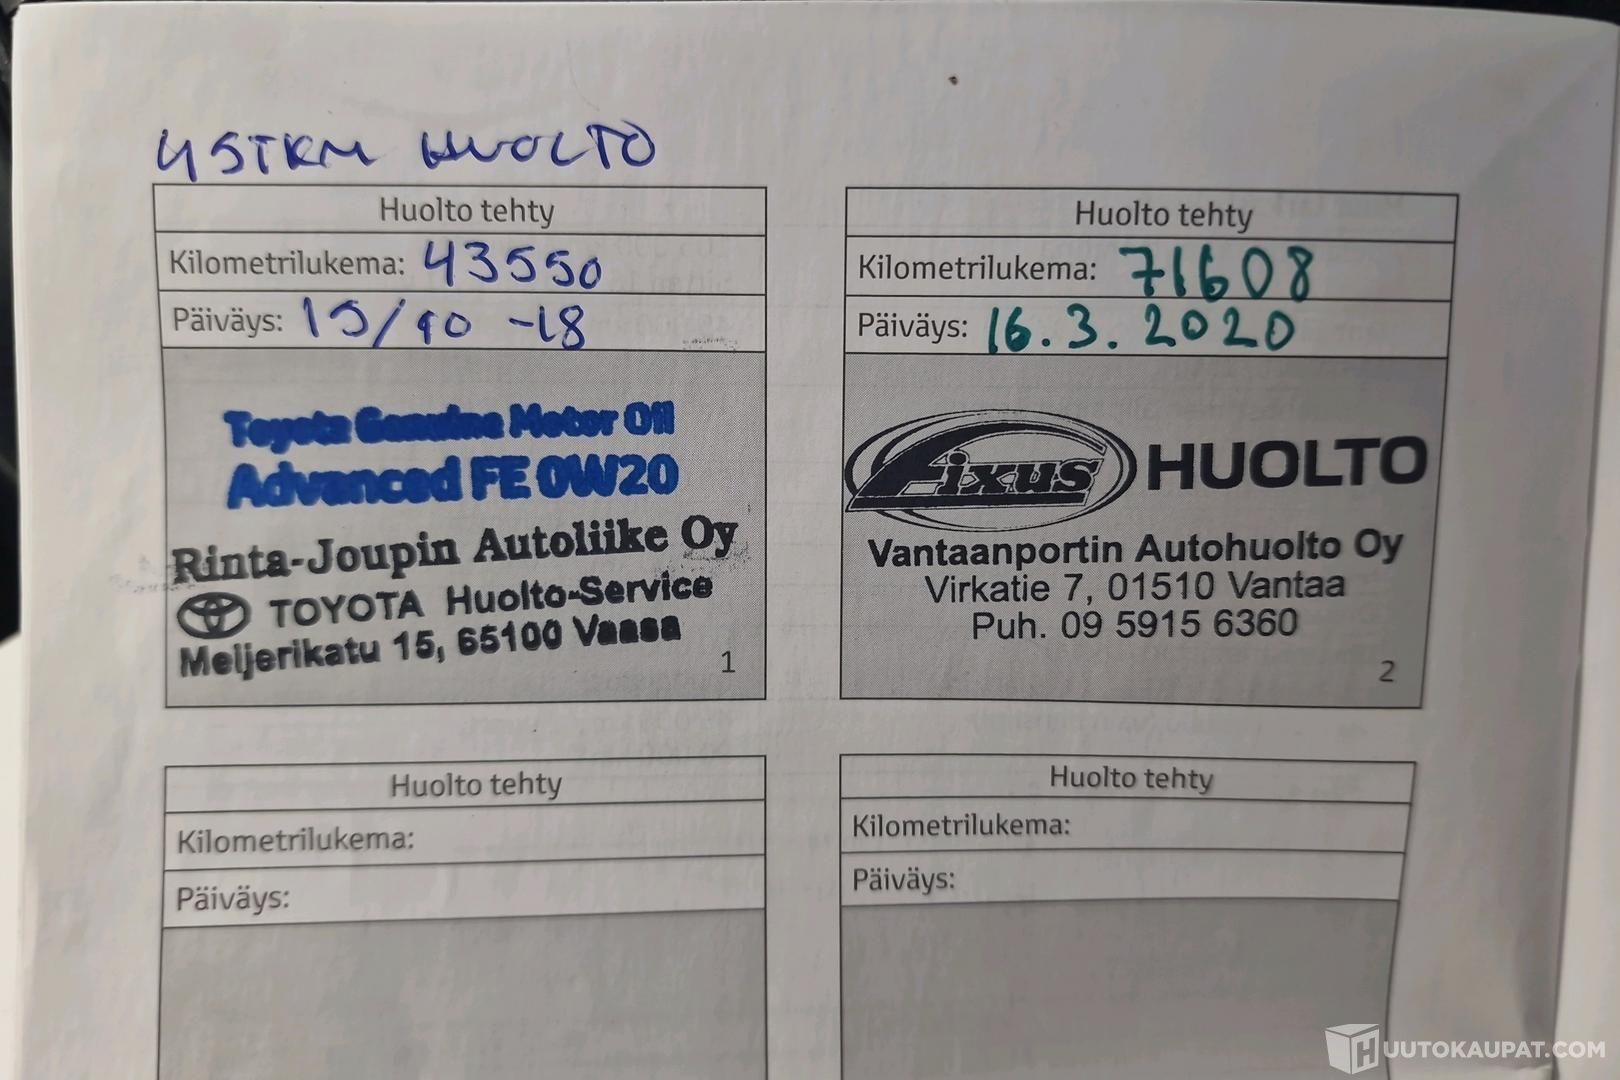 45TKM HUOLTO
Huolto tehty
Kilometrilukema: 43550
Päiväys: 15/10 -18
Toyota Genuine Motor Oil
Advanced FE 0W20
Rinta-Joupin Autoliike Oy
TOYOTA Huolto-Service
Meijerikatu 15, 65100 Vaasa
1
Huolto tehty
Kilometrilukema: 71608
Päiväys: 16.3.2020
Fixus HUOLTO
Vantaanportin Autohuolto Oy
Virkatie 7, 01510 Vantaa
Puh. 09 5915 6360
2
Huolto tehty
Kilometrilukema:
Päiväys:
Huolto tehty
Kilometrilukema:
Päiväys:
HUUTOKAUPAT.COM